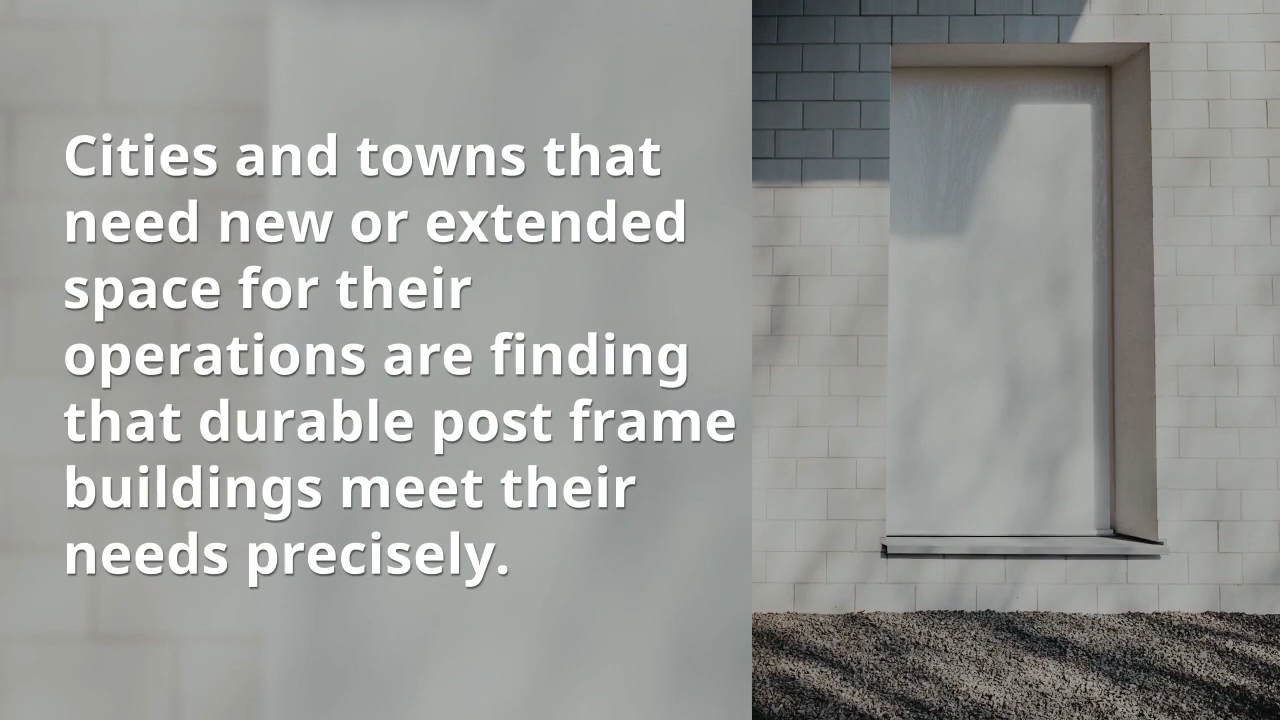 Cities and towns that
need new or extended
space for their
operations are finding
that durable post frame
buildings meet their
needs precisely.